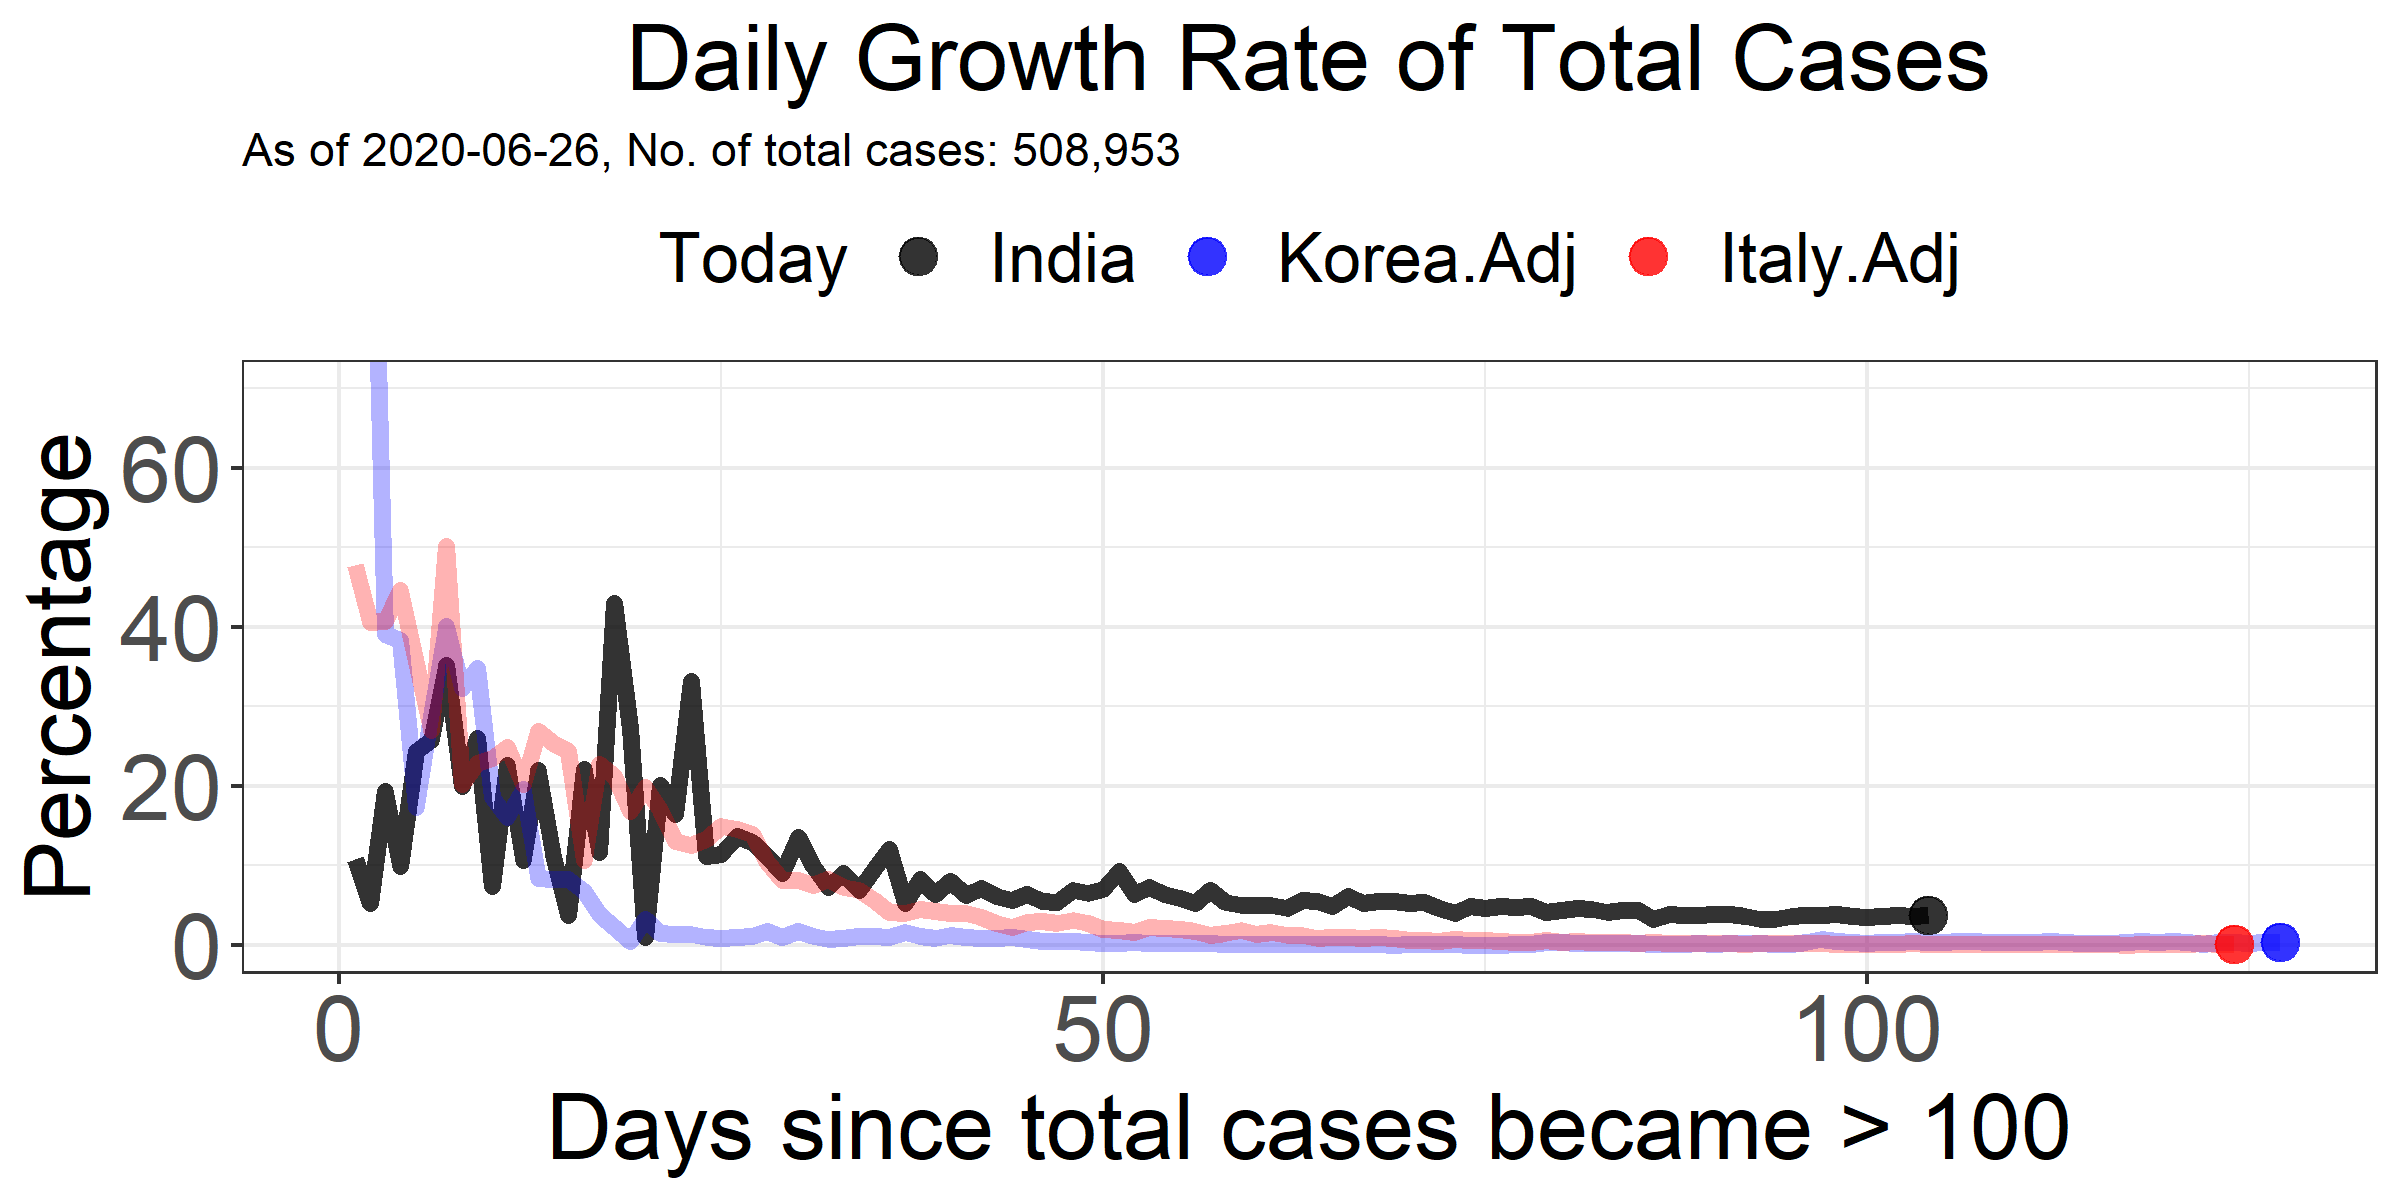 Daily Growth Rate of Total Cases
As of 2020-06-26, No. of total cases: 508,953
Today India Korea.Adj Italy.Adj
Percentage
60
40
20
0
0 50 100
Days since total cases became > 100